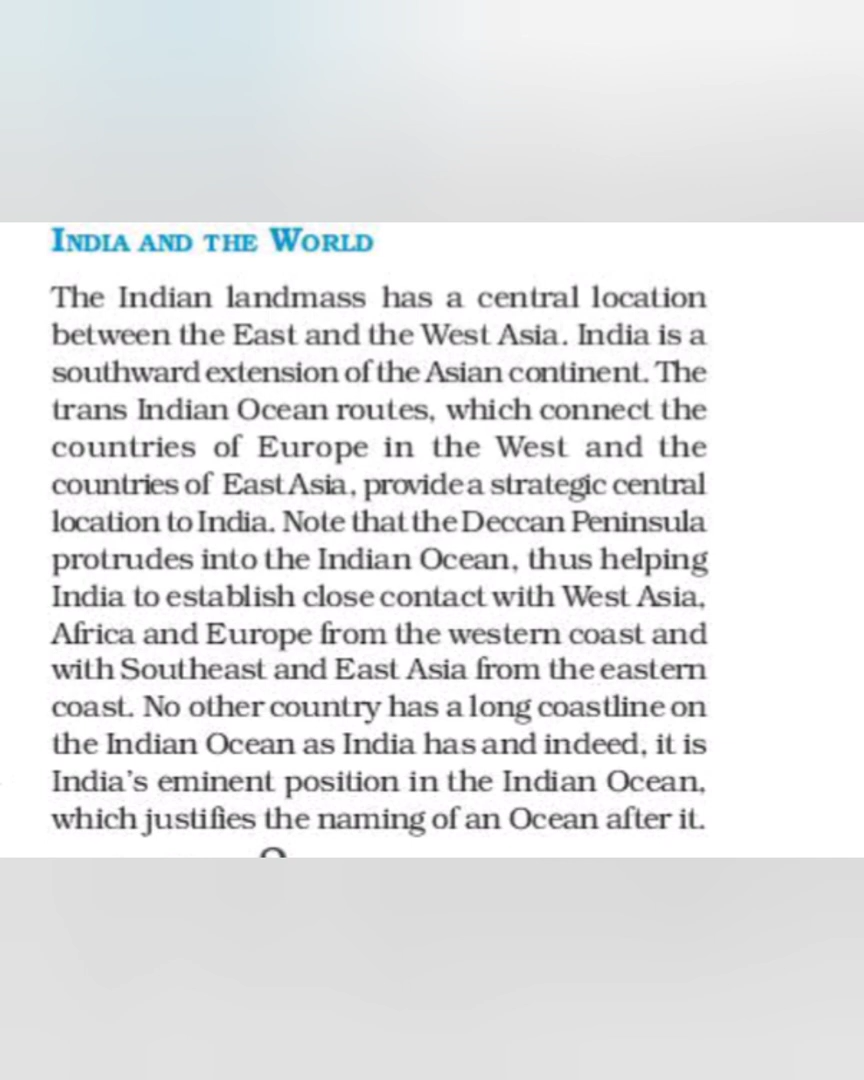 INDIA AND THE WORLD
The Indian landmass has a central location
between the East and the West Asia. India is a
southward extension of the Asian continent. The
trans Indian Ocean routes, which connect the
countries of Europe in the West and the
countries of East Asia, provide a strategic central
location to India. Note that the Deccan Peninsula
protrudes into the Indian Ocean, thus helping
India to establish close contact with West Asia,
Africa and Europe from the western coast and
with Southeast and East Asia from the eastern
coast. No other country has a long coastline on
the Indian Ocean as India has and indeed, it is
India's eminent position in the Indian Ocean,
which justifies the naming of an Ocean after it.